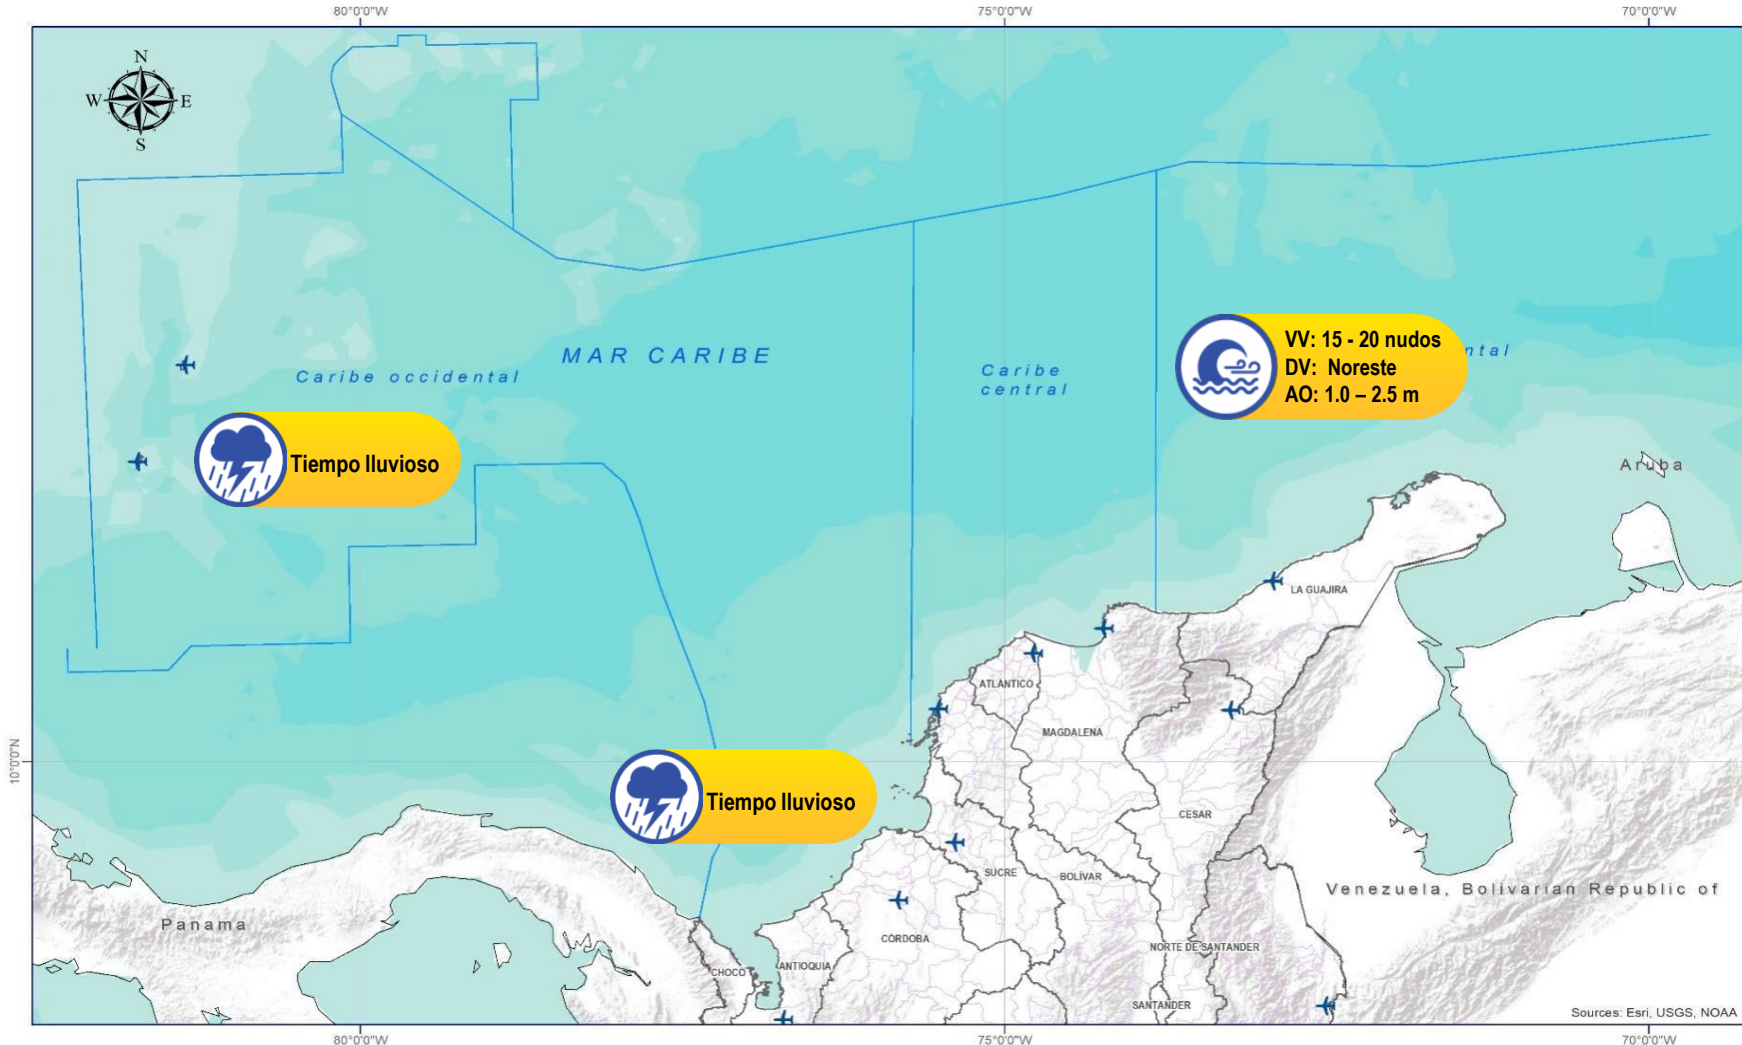 80°0'0"W
75°0'0"W
70°0'0"W
N
W
E
S
VV: 15 - 20 nudos
DV: Noreste
AO: 1.0 – 2.5 m
ntal
MAR CARIBE
Caribe occidental
Caribe
central
Tiempo lluvioso
Aruba
LA GUAJIRA
ATLÁNTICO
MAGDALENA
10°0'0"N
Tiempo lluvioso
CESAR
SUCRE
BOLÍVAR
Venezuela, Bolivarian Republic of
Panama
CÓRDOBA
NORTE DE SANTANDER
CHOCÓ
ANTIOQUIA
SANTANDER
Sources: Esri, USGS, NOAA
80°0'0"W
75°0'0"W
70°0'0"W